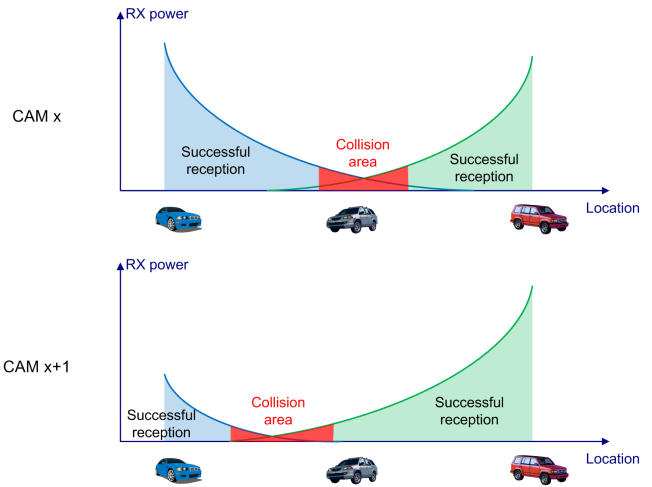 RX power
CAM x
Collision
area
Successful
reception
Successful
reception
Location
RX power
CAM x+1
Collision
area
Successful
reception
Successful
reception
Location